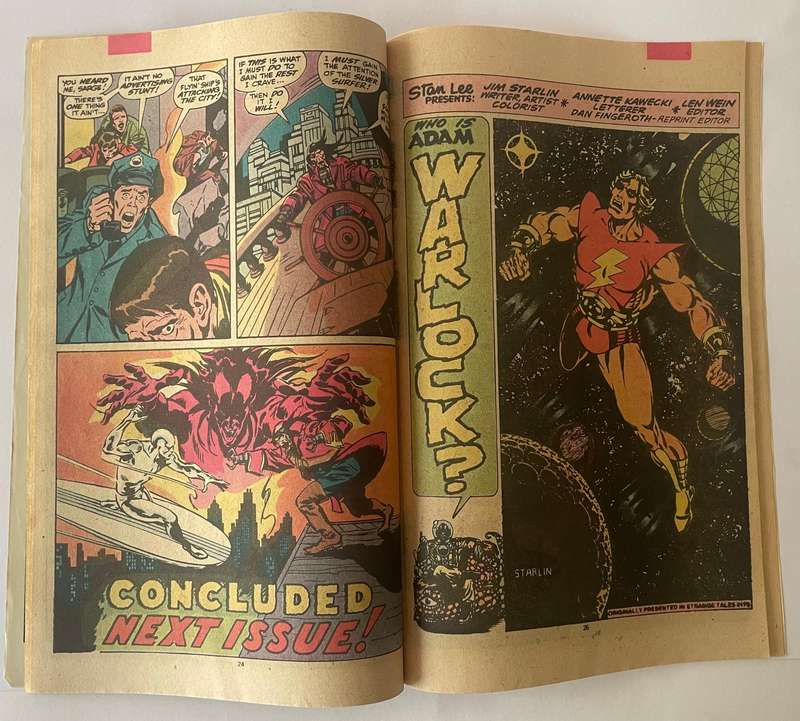 YOU HEARD
ME, SARGE!
THERE'S
ONE THING
IT AIN'T...
IT AIN'T NO
ADVERTISING
STUNT!
THAT
FLYIN' SHIP'S
ATTACKING
THE CITY!
IF THIS IS WHAT
I MUST DO TO
GAIN THE REST
I CRAVE...
THEN DO
IT I
WILL!
I MUST GAIN
THE ATTENTION
OF THE SILVER
SURFER!
CONCLUDED
NEXT ISSUE!
24
Stan Lee
PRESENTS:
JIM STARLIN
WRITER, ARTIST
COLORIST
* ANNETTE KAWECKI
LETTERER
* LEN WEIN
EDITOR
DAN FINGEROTH-REPRINT EDITOR
WHO IS
ADAM
WARLOCK?
STARLIN
ORIGINALLY PRESENTED IN STRANGE TALES #178
26